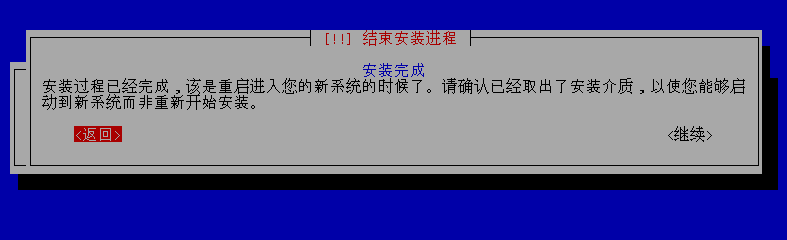 [!!] 结束安装进程
安装完成
安装过程已经完成，该是重启进入您的新系统的时候了。请确认已经取出了安装介质，以使您能够启
动到新系统而非重新开始安装。
<返回>
<继续>